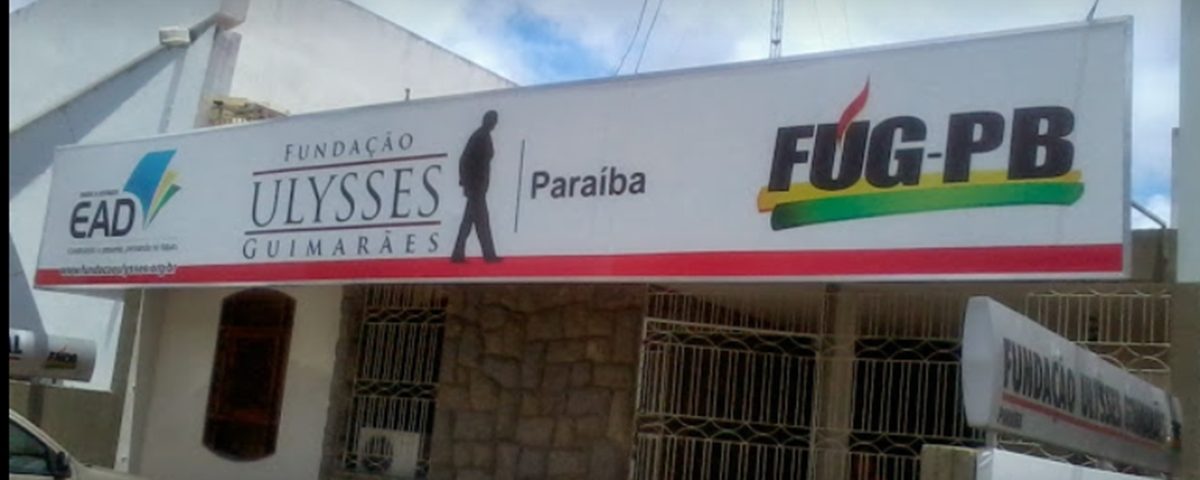 EAD
www.fundacaoulysses.org.br
FUNDAÇÃO
ULYSSES
GUIMARÃES
Paraíba
FUG-PB
FUNDAÇÃO ULYSSES GUIMARÃES